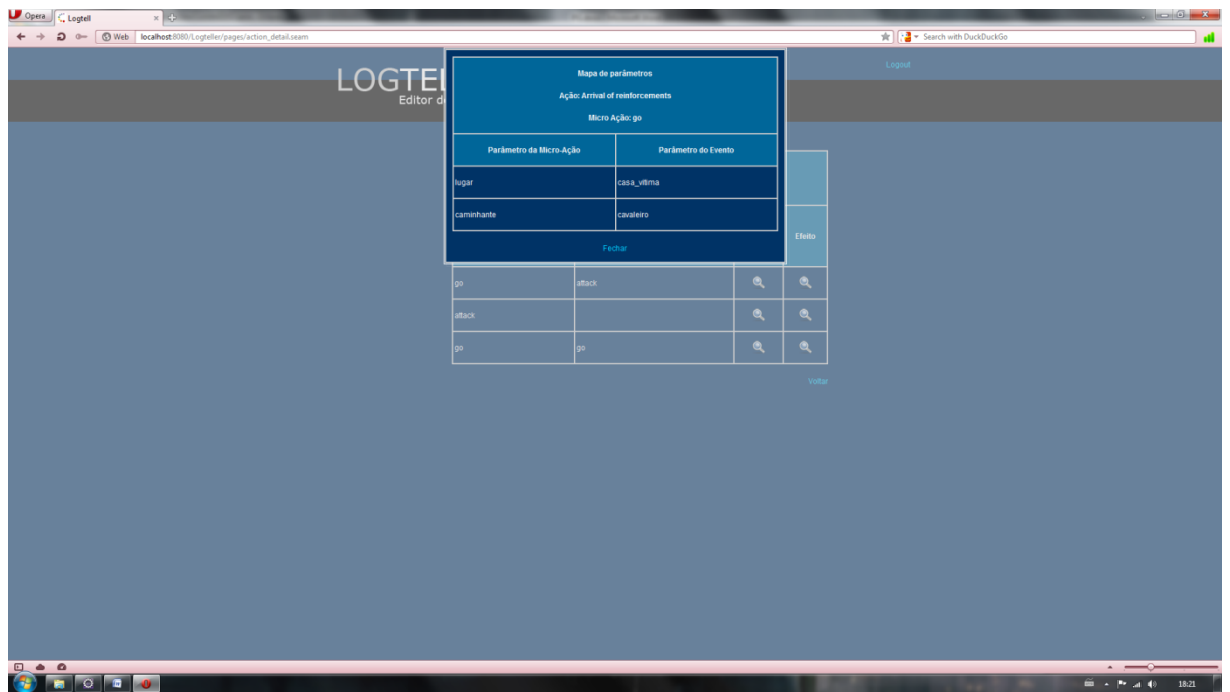 Opera
Logtell
Web
localhost:8080/Logteller/pages/action_detail.seam
Search with DuckDuckGo
Logout
LOGTEL
Editor d
Mapa de parâmetros
Ação: Arrival of reinforcements
Micro Ação: go
Parâmetro da Micro-Ação Parâmetro do Evento
lugar casa_vitima
caminhante cavaleiro
Fechar
Efeito
go attack
attack
go go
Voltar
18:21